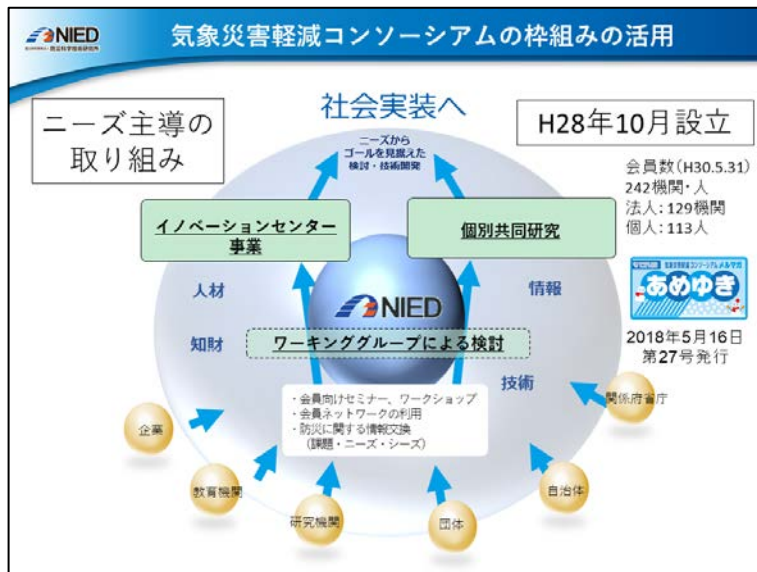 NIED
気象災害軽減コンソーシアムの枠組みの活用
ニーズ主導の
取り組み
社会実装へ
ニーズから
ゴールを見据えた
検討・技術開発
H28年10月設立
会員数(H30.5.31)
242機関・人
法人:129機関
個人:113人
イノベーションセンター
事業
個別共同研究
人材
情報
NIED
知財
ワーキンググループによる検討
技術
あめゆき
2018年5月16日
第27号発行
・会員向けセミナー、ワークショップ
・会員ネットワークの利用
・防災に関する情報交換
(課題・ニーズ・シーズ)
企業
教育機関
研究機関
団体
自治体
関係府省庁